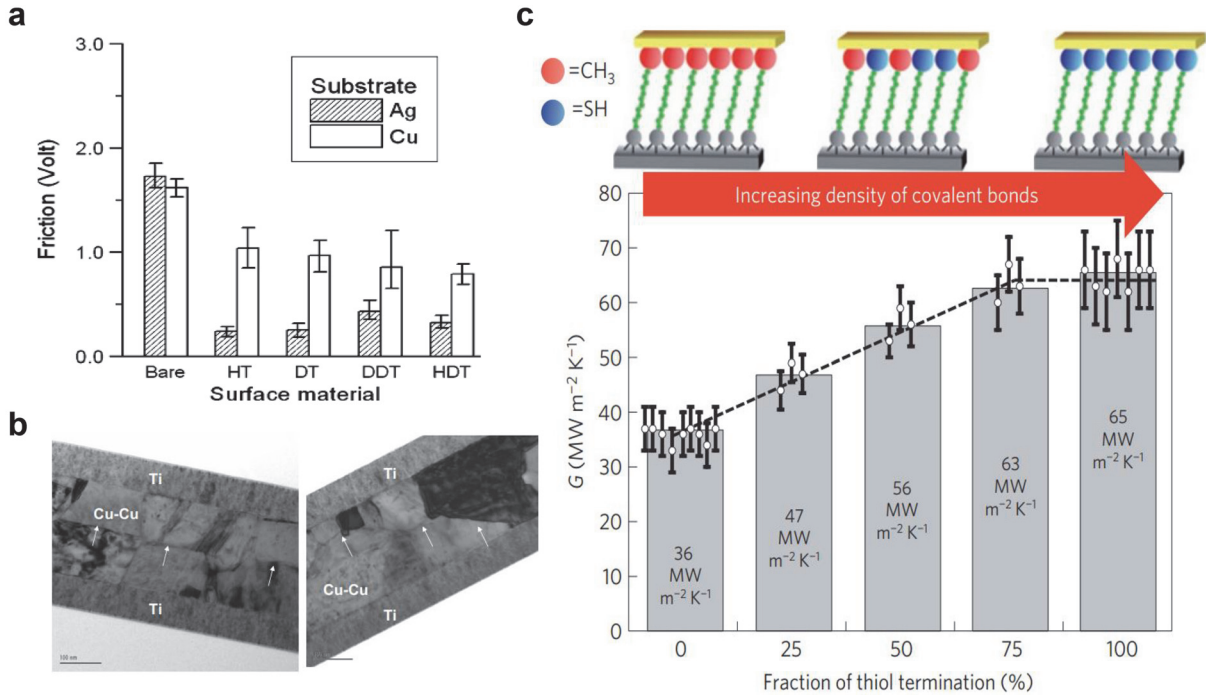 a
3.0
2.0
1.0
0.0
Friction (Volt)
Substrate
Ag
Cu
Bare HT DT DDT HDT
Surface material
b
Ti
Cu-Cu
Ti
100 nm
Ti
Cu-Cu
Ti
c
=CH3
=SH
Increasing density of covalent bonds
80
70
60
50
40
30
20
10
0
G (MW m−2 K−1)
36
MW
m−2 K−1
47
MW
m−2 K−1
56
MW
m−2 K−1
63
MW
m−2 K−1
65
MW
m−2 K−1
0 25 50 75 100
Fraction of thiol termination (%)